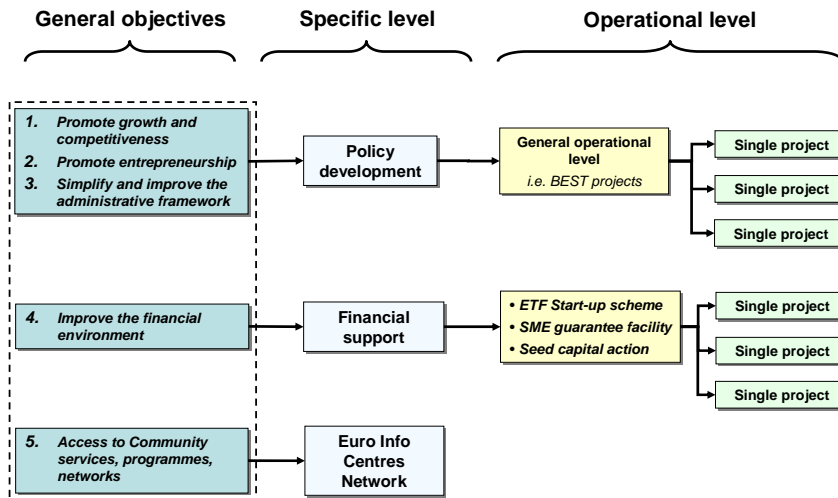 General objectives
Specific level
Operational level
1. Promote growth and
competitiveness
2. Promote entrepreneurship
3. Simplify and improve the
administrative framework
Policy
development
General operational
level
i.e. BEST projects
Single project
Single project
Single project
4. Improve the financial
environment
Financial
support
• ETF Start-up scheme
• SME guarantee facility
• Seed capital action
Single project
Single project
Single project
5. Access to Community
services, programmes,
networks
Euro Info
Centres
Network